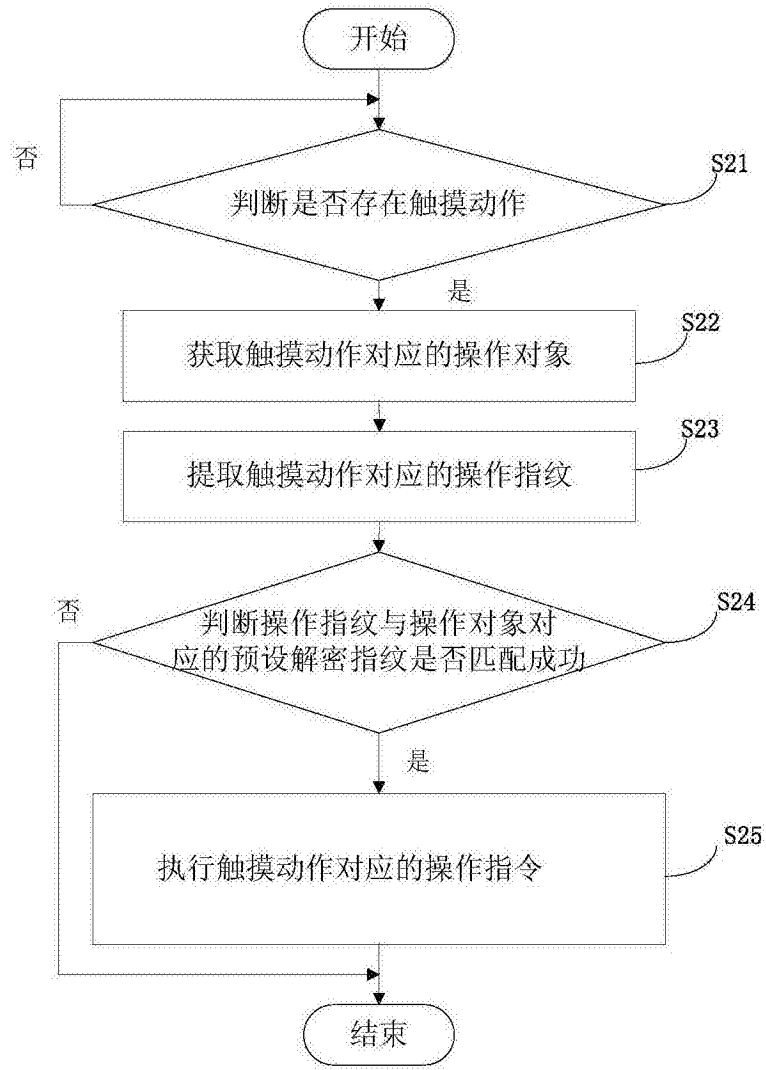 开始
否
S21
判断是否存在触摸动作
是
S22
获取触摸动作对应的操作对象
S23
提取触摸动作对应的操作指纹
否
S24
判断操作指纹与操作对象对
应的预设解密指纹是否匹配成功
是
S25
执行触摸动作对应的操作指令
结束